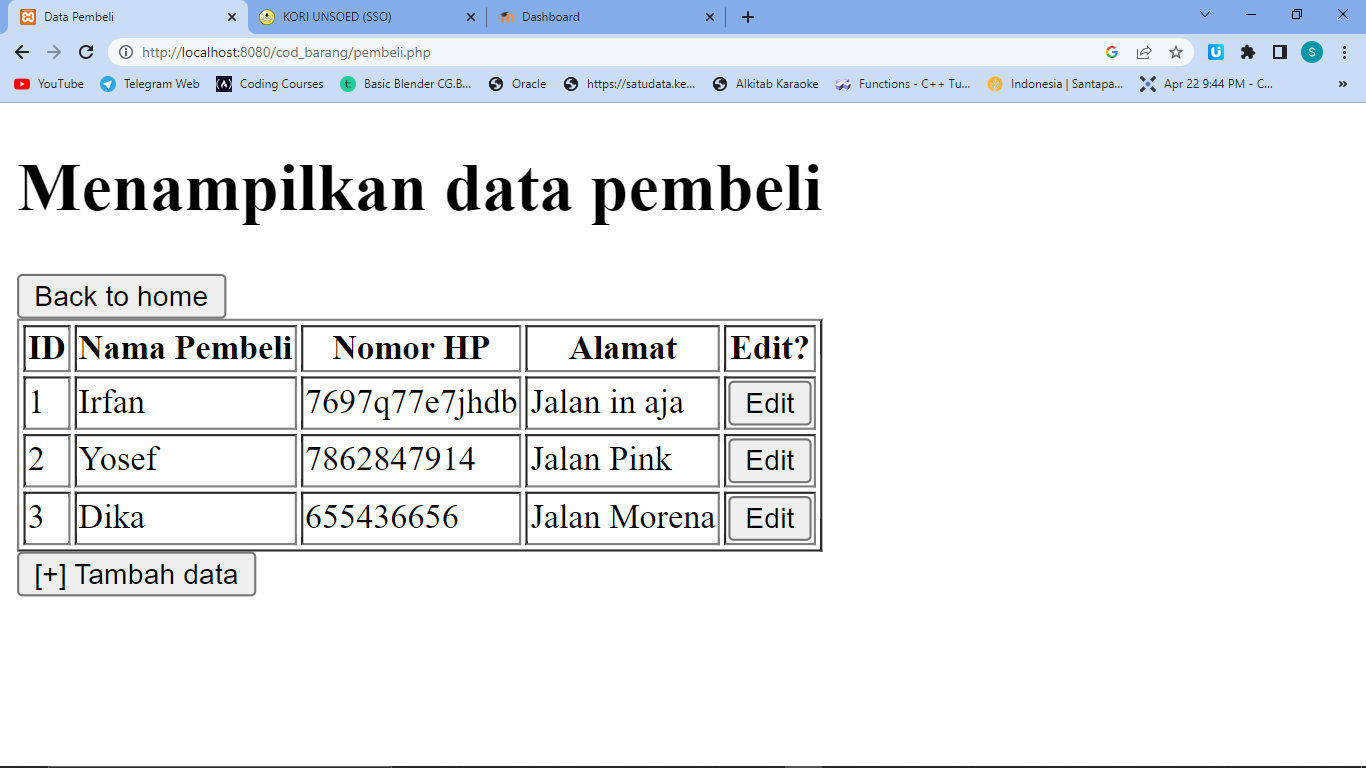 Data Pembeli KORI UNSOED (SSO) Dashboard
http://localhost:8080/cod_barang/pembeli.php S
YouTube Telegram Web Coding Courses Basic Blender CG.B... Oracle https://satudata.ke... Alkitab Karaoke Functions - C++ Tu... Indonesia | Santapa... Apr 22 9:44 PM - C... »
Menampilkan data pembeli
Back to home
ID Nama Pembeli Nomor HP Alamat Edit?
1 Irfan 7697q77e7jhdb Jalan in aja Edit
2 Yosef 7862847914 Jalan Pink Edit
3 Dika 655436656 Jalan Morena Edit
[+] Tambah data